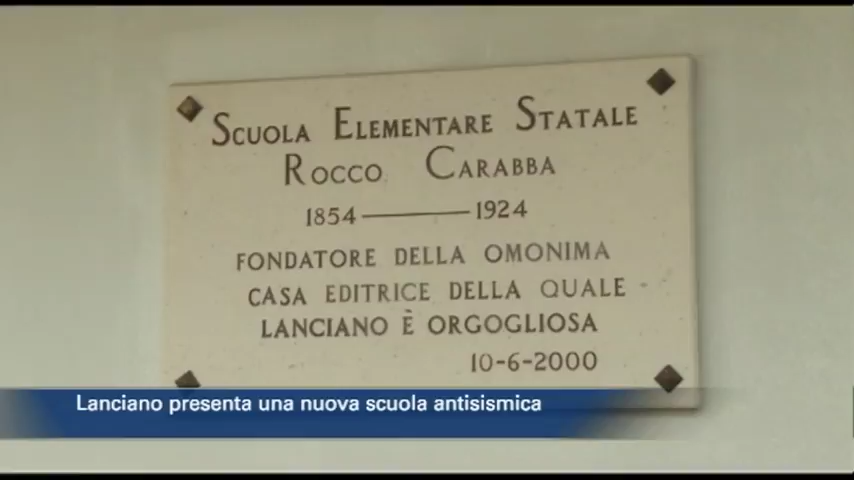 SCUOLA ELEMENTARE STATALE
ROCCO CARABBA
1854 — 1924
FONDATORE DELLA OMONIMA
CASA EDITRICE DELLA QUALE
LANCIANO È ORGOGLIOSA
10-6-2000
Lanciano presenta una nuova scuola antisismica